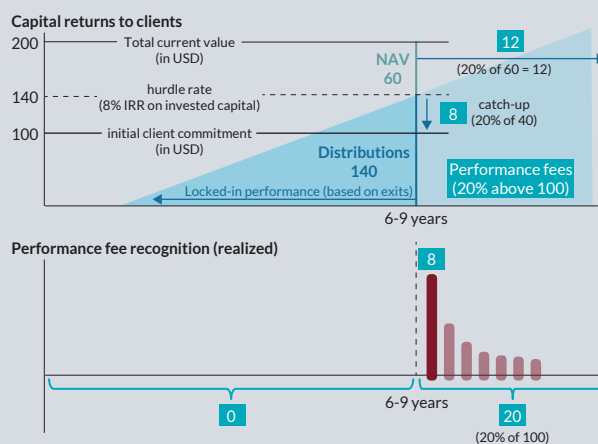 Capital returns to clients
200
Total current value
(in USD)
12
NAV
60
(20% of 60 = 12)
hurdle rate
(8% IRR on invested capital)
140
8
catch-up
(20% of 40)
100
initial client commitment
(in USD)
Distributions
140
Performance fees
(20% above 100)
Locked-in performance (based on exits)
6-9 years
Performance fee recognition (realized)
8
6-9 years
0
20
(20% of 100)